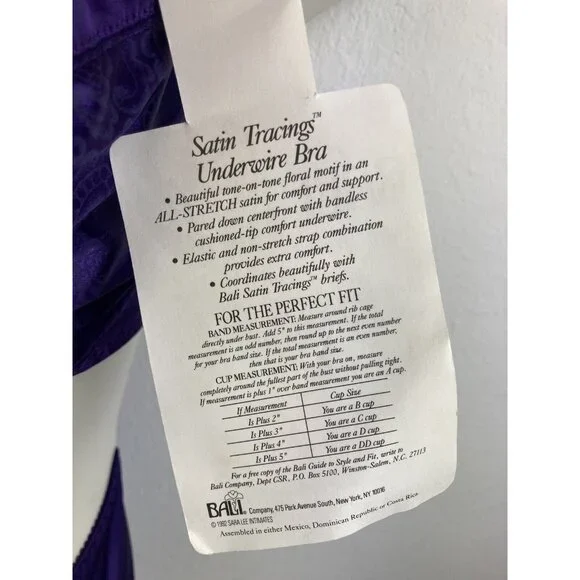 Satin Tracings™
Underwire Bra
• Beautiful tone-on-tone floral motif in an
ALL-STRETCH satin for comfort and support.
• Pared down centerfront with bandless
cushioned-tip comfort underwire.
• Elastic and non-stretch strap combination
provides extra comfort.
• Coordinates beautifully with
Bali Satin Tracings™ briefs.
FOR THE PERFECT FIT
BAND MEASUREMENT: Measure around rib cage
directly under bust. Add 5" to this measurement. If the total
measurement is an odd number, then round up to the next even number
for your bra band size. If the total measurement is an even number,
then that is your bra band size.
CUP MEASUREMENT: With your bra on, measure
completely around the fullest part of the bust without pulling tight.
If measurement is plus 1" over band measurement you are an A cup.
If Measurement Cup Size
Is Plus 2" You are a B cup
Is Plus 3" You are a C cup
Is Plus 4" You are a D cup
Is Plus 5" You are a DD cup
For a free copy of the Bali Guide to Style and Fit, write to
Bali Company, Dept CSR, P.O. Box 5100, Winston-Salem, N.C. 27113
BALI Company, 475 Park Avenue South, New York, NY 10016
© 1992 SARA LEE INTIMATES
Assembled in either Mexico, Dominican Republic or Costa Rica